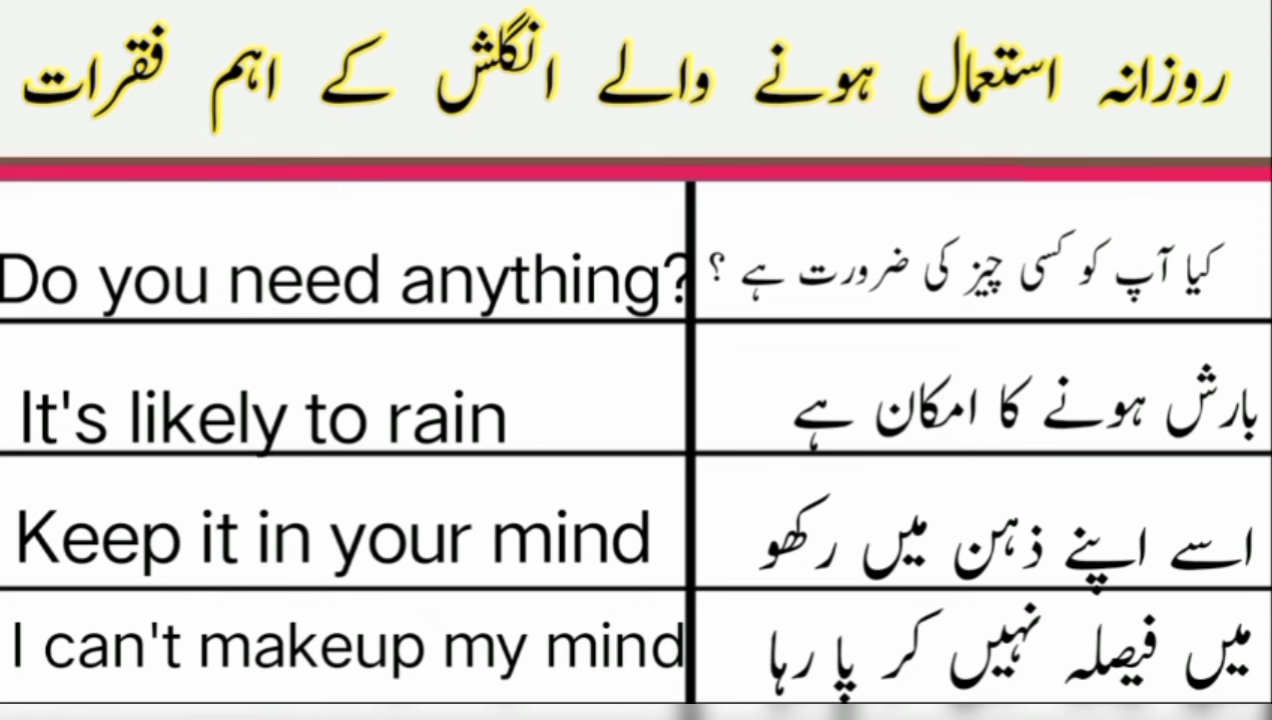 روزانہ استعمال ہونے والے انگلش کے اہم فقرات
Do you need anything?
کیا آپ کو کسی چیز کی ضرورت ہے ؟
It's likely to rain
بارش ہونے کا امکان ہے
Keep it in your mind
اسے اپنے ذہن میں رکھو
I can't makeup my mind
میں فیصلہ نہیں کر پا رہا